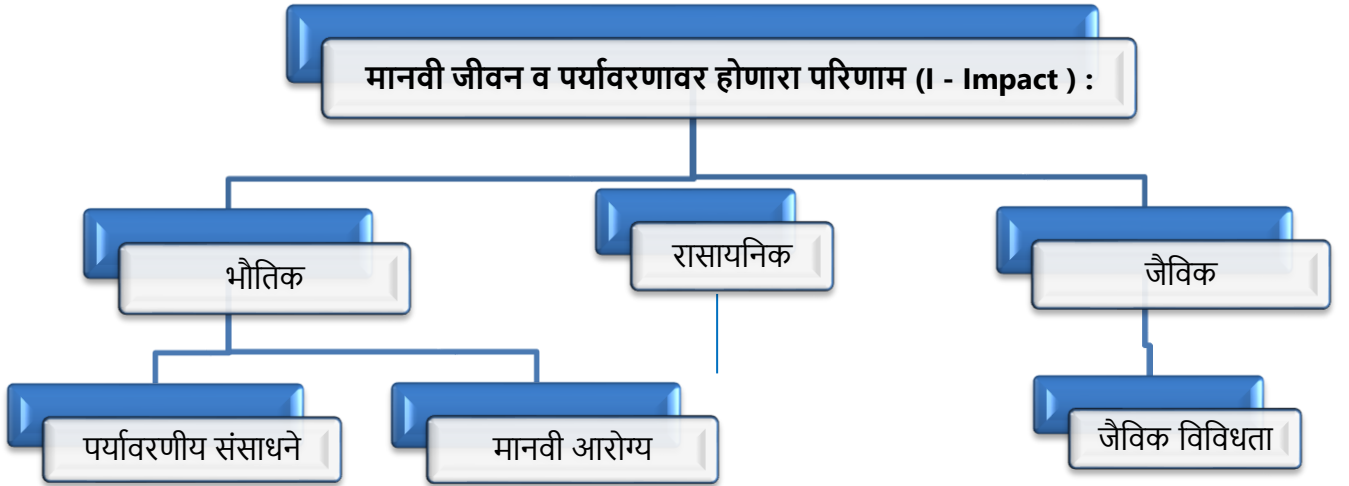 मानवी जीवन व पर्यावरणावर होणारा परिणाम (I - Impact ) :
भौतिक
रासायनिक
जैविक
पर्यावरणीय संसाधने
मानवी आरोग्य
जैविक विविधता